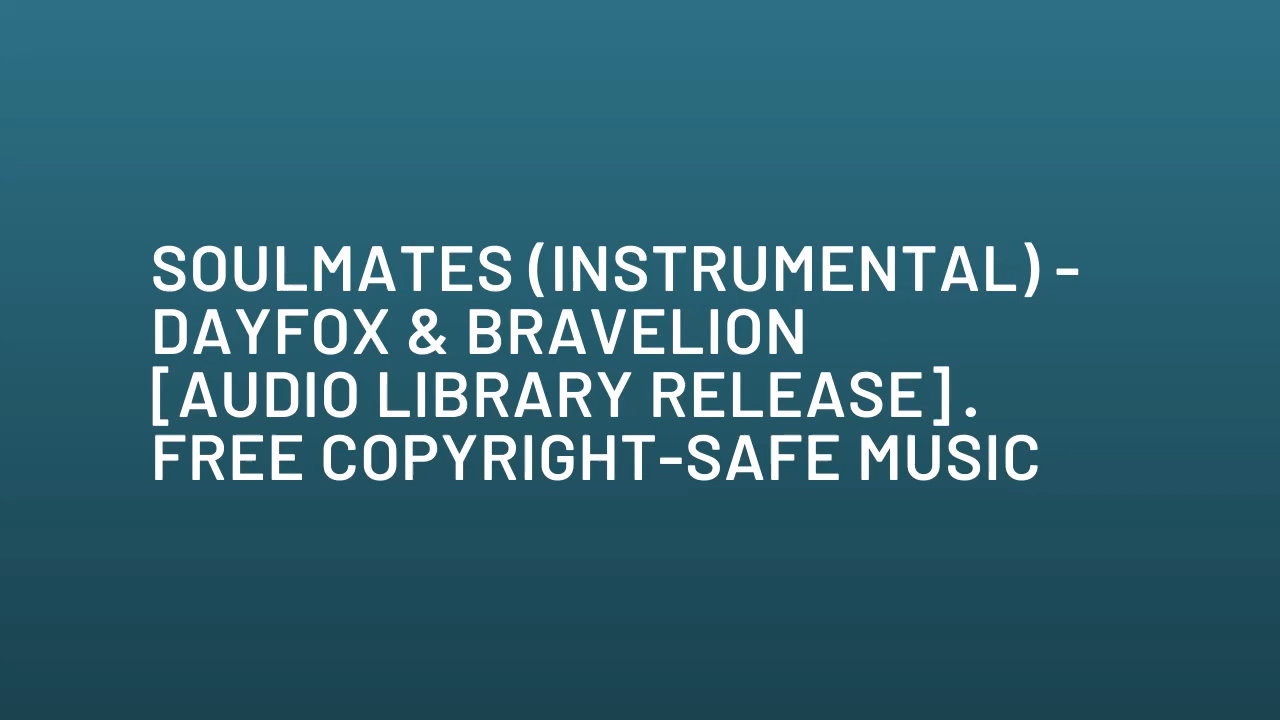 SOULMATES (INSTRUMENTAL) -
DAYFOX & BRAVELION
[AUDIO LIBRARY RELEASE] .
FREE COPYRIGHT-SAFE MUSIC